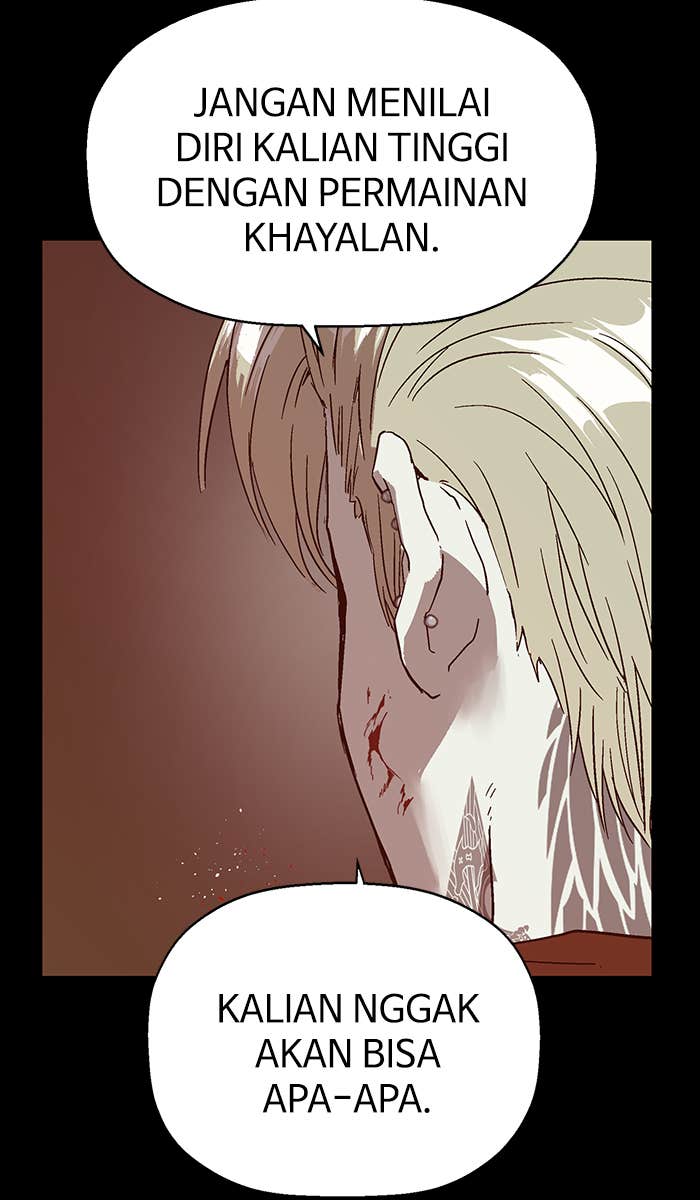 JANGAN MENILAI
DIRI KALIAN TINGGI
DENGAN PERMAINAN
KHAYALAN.
KALIAN NGGAK
AKAN BISA
APA-APA.